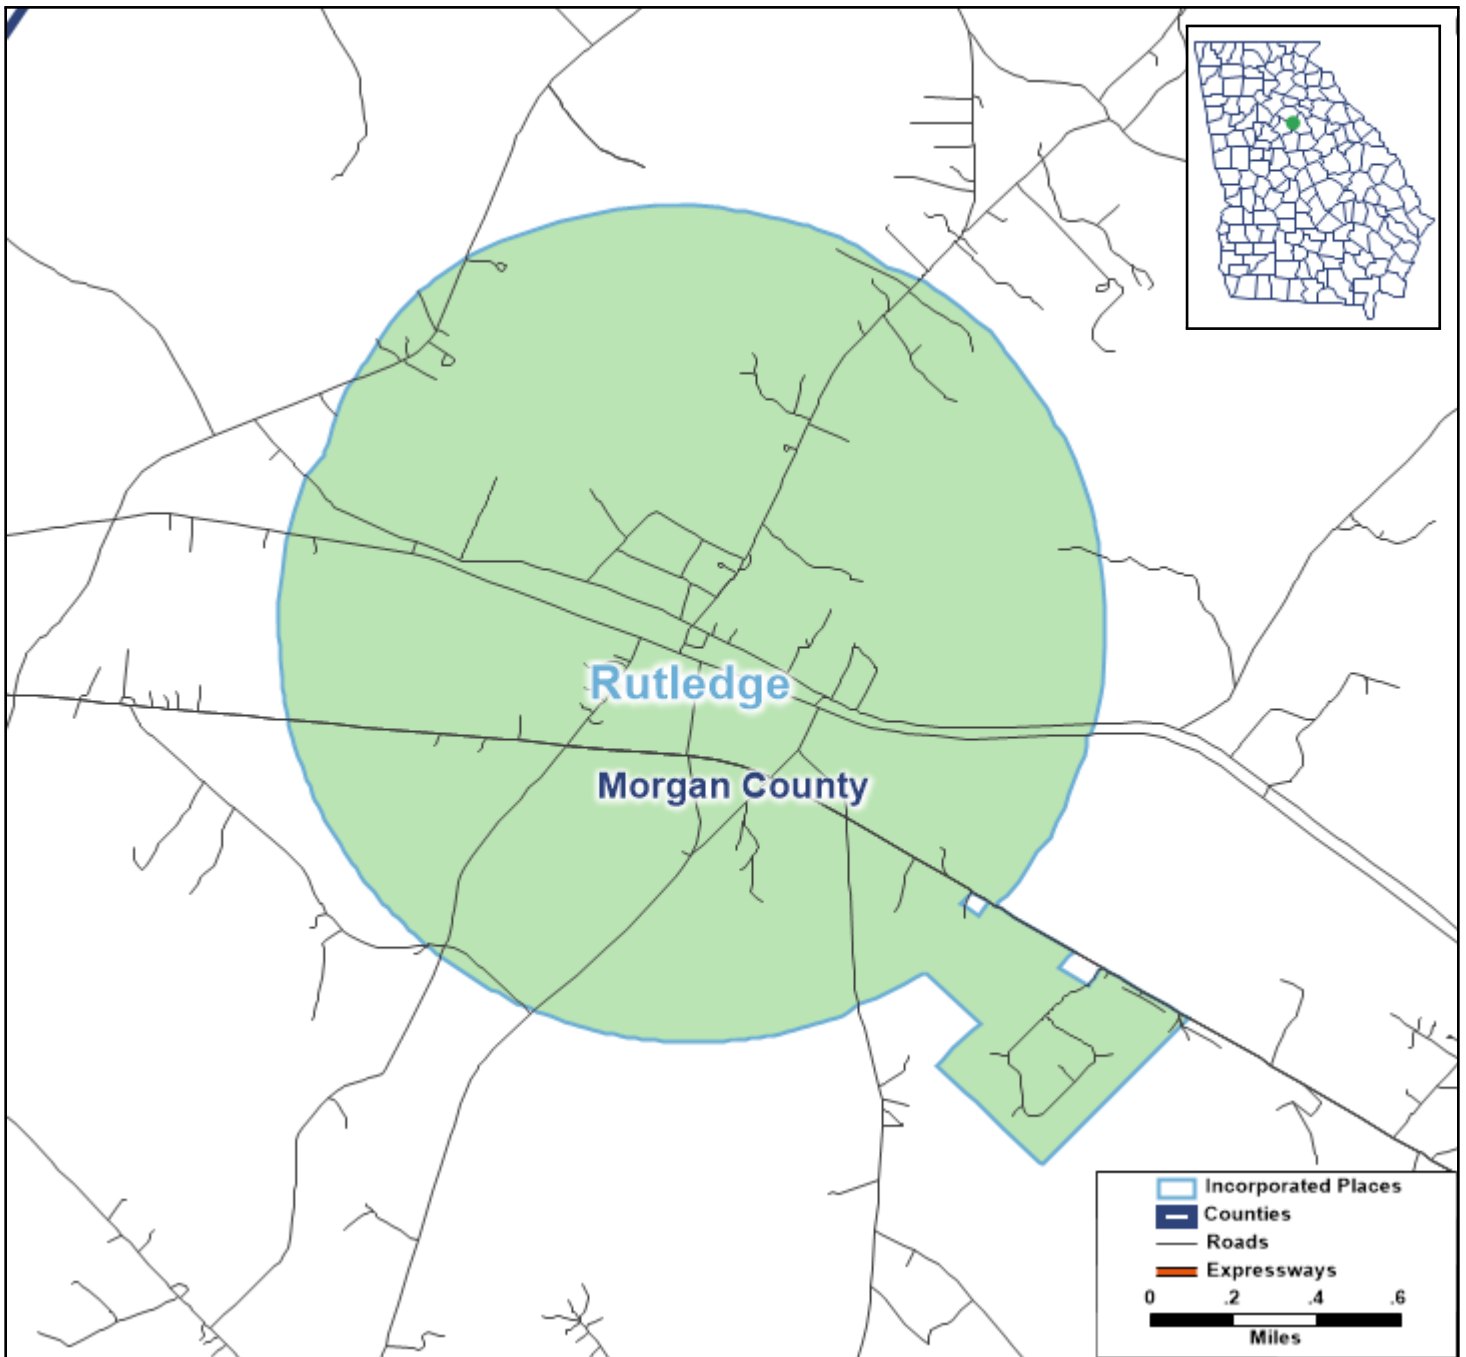 Rutledge
Morgan County
Incorporated Places
Counties
Roads
Expressways
0 .2 .4 .6
Miles